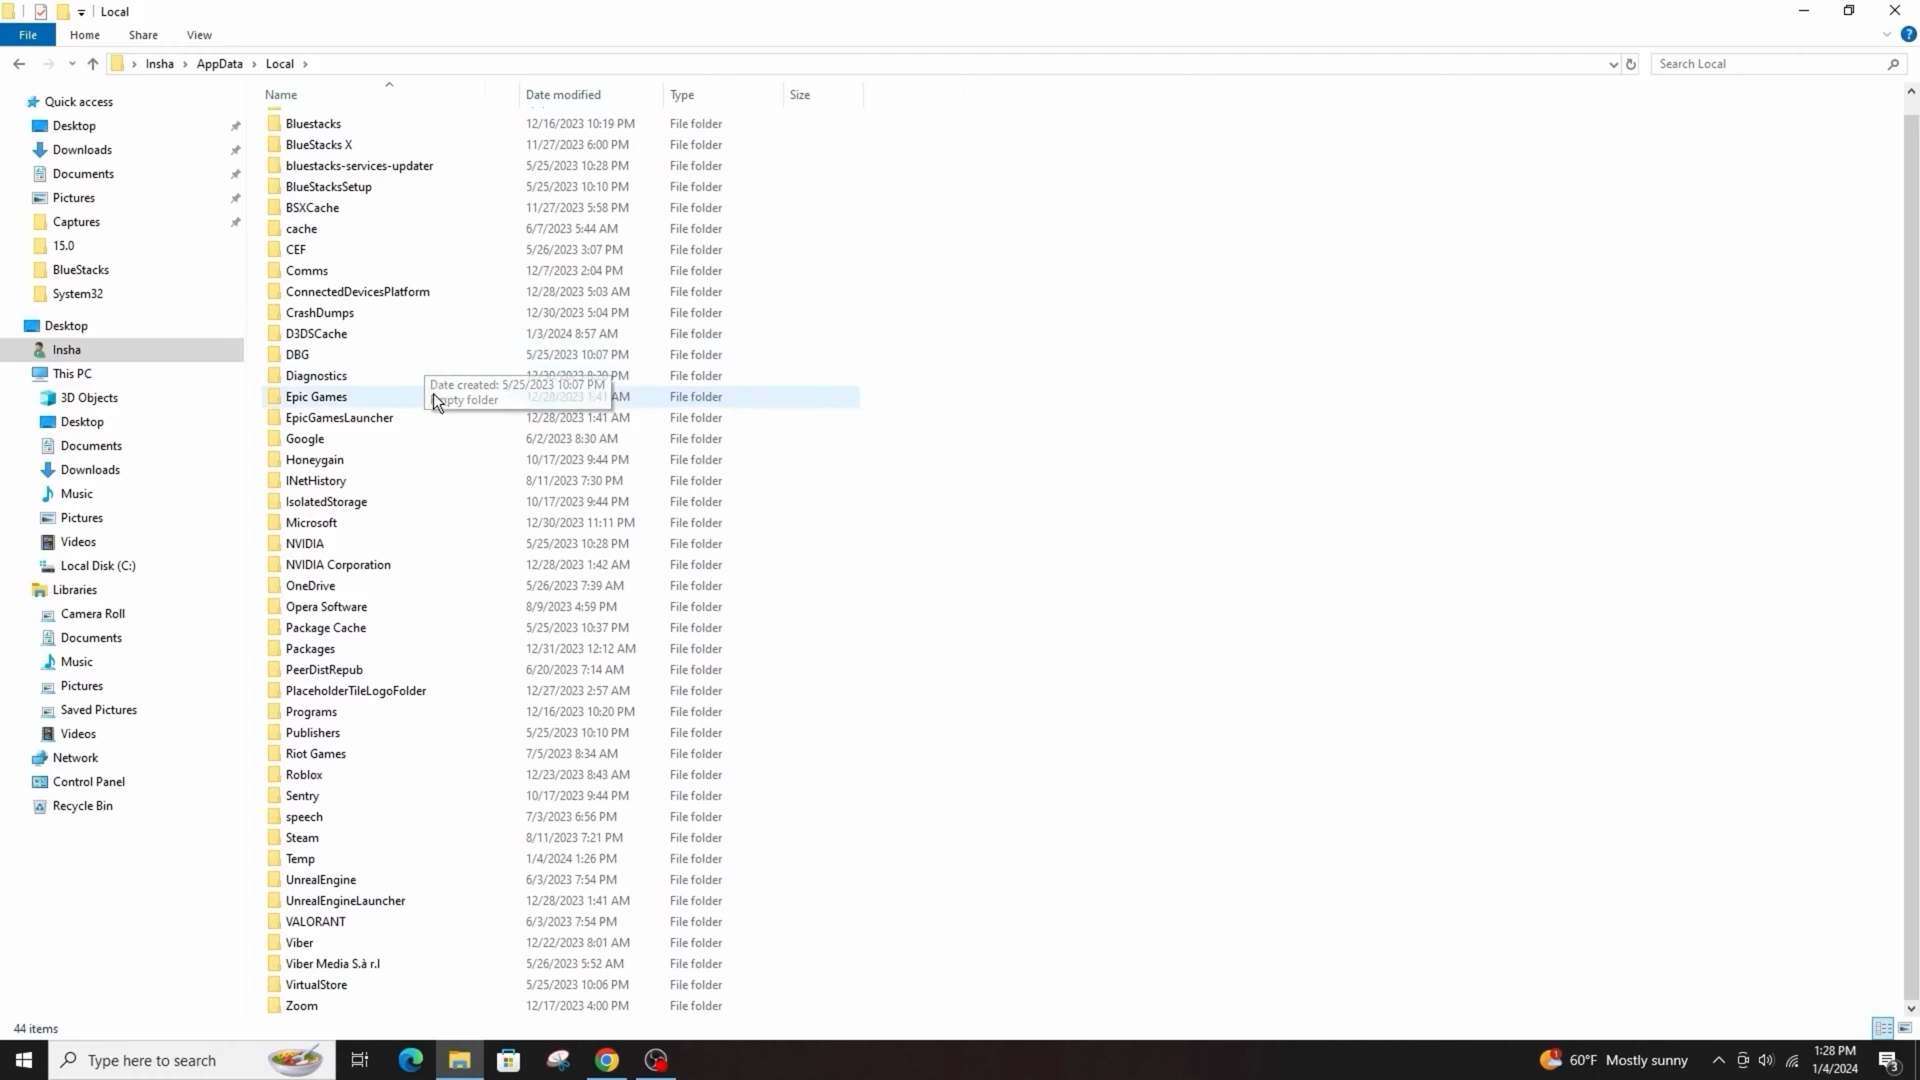 Local
File Home Share View
Insha AppData Local Search Local
Name Date modified Type Size
Quick access
Desktop
Downloads
Documents
Pictures
Captures
15.0
BlueStacks
System32
Desktop
Insha
This PC
3D Objects
Desktop
Documents
Downloads
Music
Pictures
Videos
Local Disk (C:)
Libraries
Camera Roll
Documents
Music
Pictures
Saved Pictures
Videos
Network
Control Panel
Recycle Bin
Bluestacks 12/16/2023 10:19 PM File folder
BlueStacks X 11/27/2023 6:00 PM File folder
bluestacks-services-updater 5/25/2023 10:28 PM File folder
BlueStacksSetup 5/25/2023 10:10 PM File folder
BSXCache 11/27/2023 5:58 PM File folder
cache 6/7/2023 5:44 AM File folder
CEF 5/26/2023 3:07 PM File folder
Comms 12/7/2023 2:04 PM File folder
ConnectedDevicesPlatform 12/28/2023 5:03 AM File folder
CrashDumps 12/30/2023 5:04 PM File folder
D3DSCache 1/3/2024 8:57 AM File folder
DBG 5/25/2023 10:07 PM File folder
Diagnostics PM File folder
Date created: 5/25/2023 10:07 PM
Epic Games 12/28/2023 1:41 AM File folder
folder
EpicGamesLauncher 12/28/2023 1:41 AM File folder
Google 6/2/2023 8:30 AM File folder
Honeygain 10/17/2023 9:44 PM File folder
INetHistory 8/11/2023 7:30 PM File folder
IsolatedStorage 10/17/2023 9:44 PM File folder
Microsoft 12/30/2023 11:11 PM File folder
NVIDIA 5/25/2023 10:28 PM File folder
NVIDIA Corporation 12/28/2023 1:42 AM File folder
OneDrive 5/26/2023 7:39 AM File folder
Opera Software 8/9/2023 4:59 PM File folder
Package Cache 5/25/2023 10:37 PM File folder
Packages 12/31/2023 12:12 AM File folder
PeerDistRepub 6/20/2023 7:14 AM File folder
PlaceholderTileLogoFolder 12/27/2023 2:57 AM File folder
Programs 12/16/2023 10:20 PM File folder
Publishers 5/25/2023 10:10 PM File folder
Riot Games 7/5/2023 8:34 AM File folder
Roblox 12/23/2023 8:43 AM File folder
Sentry 10/17/2023 9:44 PM File folder
speech 7/3/2023 6:56 PM File folder
Steam 8/11/2023 7:21 PM File folder
Temp 1/4/2024 1:26 PM File folder
UnrealEngine 6/3/2023 7:54 PM File folder
UnrealEngineLauncher 12/28/2023 1:41 AM File folder
VALORANT 6/3/2023 7:54 PM File folder
Viber 12/22/2023 8:01 AM File folder
Viber Media S.à r.l 5/26/2023 5:52 AM File folder
VirtualStore 5/25/2023 10:06 PM File folder
Zoom 12/17/2023 4:00 PM File folder
44 items
Type here to search 60°F Mostly sunny 1:28 PM
1/4/2024 3